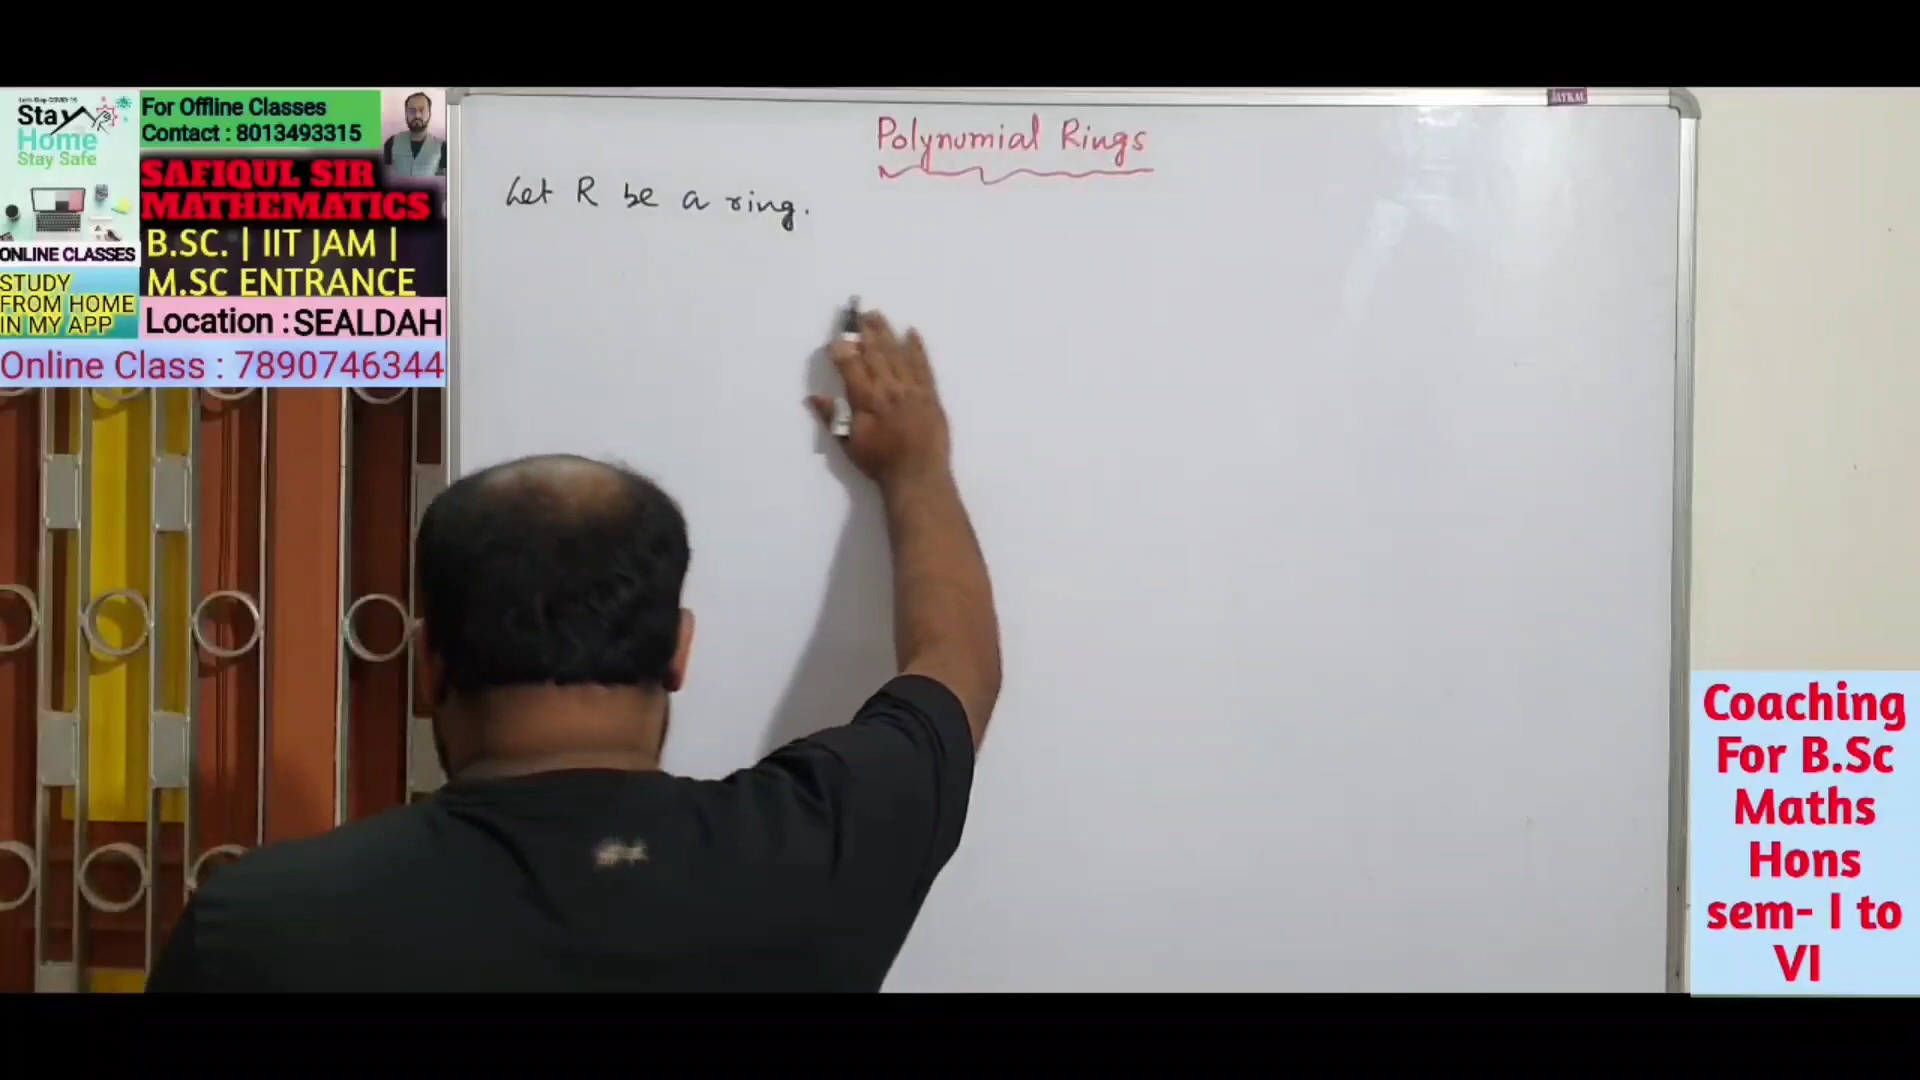 Stay
Home
Stay Safe
ONLINE CLASSES
STUDY
FROM HOME
IN MY APP
For Offline Classes
Contact : 8013493315
SAFIQUL SIR
MATHEMATICS
B.SC. | IIT JAM |
M.SC ENTRANCE
Location : SEALDAH
Online Class : 7890746344
Polynomial Rings
Let R be a ring.
Coaching
For B.Sc
Maths
Hons
sem- I to
VI